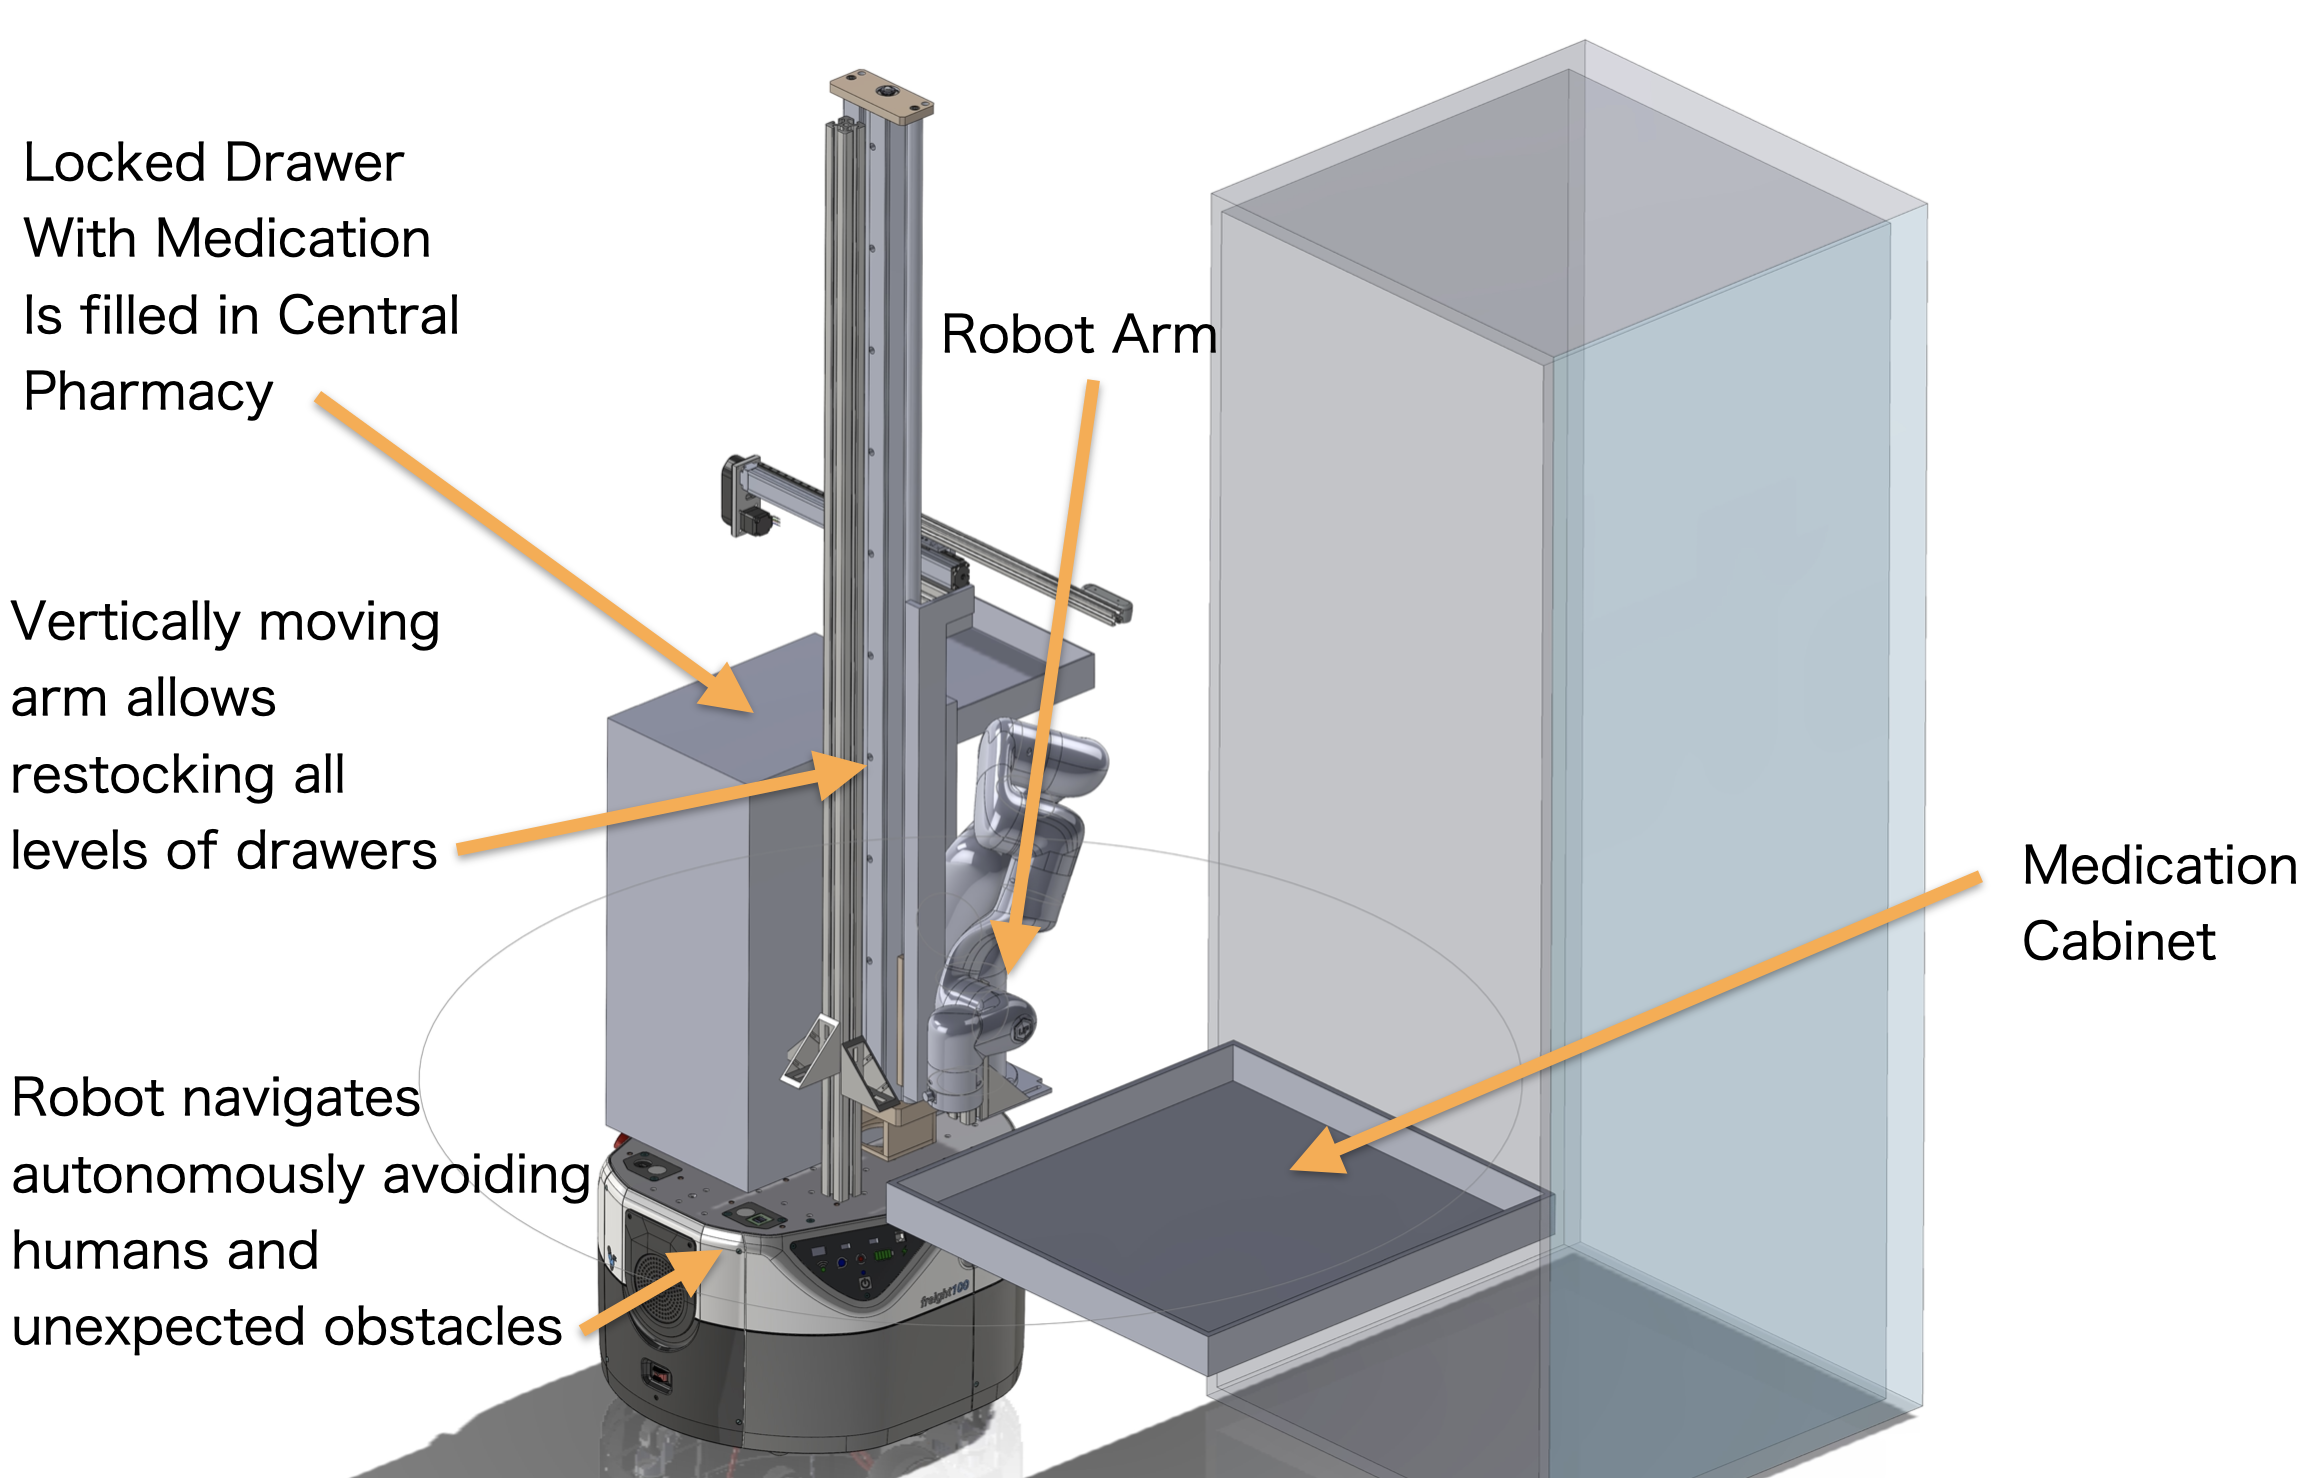 Locked Drawer
With Medication
Is filled in Central
Pharmacy
Robot Arm
Vertically moving
arm allows
restocking all
levels of drawers
Medication
Cabinet
Robot navigates
autonomously avoiding
humans and
unexpected obstacles
freight100